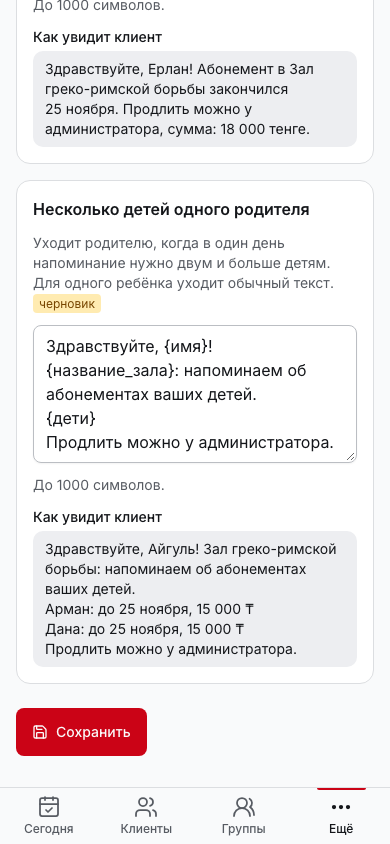 До 1000 символов.
Как увидит клиент
Здравствуйте, Ерлан! Абонемент в Зал
греко-римской борьбы закончился
25 ноября. Продлить можно у
администратора, сумма: 18 000 тенге.
Несколько детей одного родителя
Уходит родителю, когда в один день
напоминание нужно двум и больше детям.
Для одного ребёнка уходит обычный текст.
черновик
Здравствуйте, {имя}!
{название_зала}: напоминаем об
абонементах ваших детей.
{дети}
Продлить можно у администратора.
До 1000 символов.
Как увидит клиент
Здравствуйте, Айгуль! Зал греко-римской
борьбы: напоминаем об абонементах
ваших детей.
Арман: до 25 ноября, 15 000 ₸
Дана: до 25 ноября, 15 000 ₸
Продлить можно у администратора.
Сохранить
Сегодня
Клиенты
Группы
Ещё